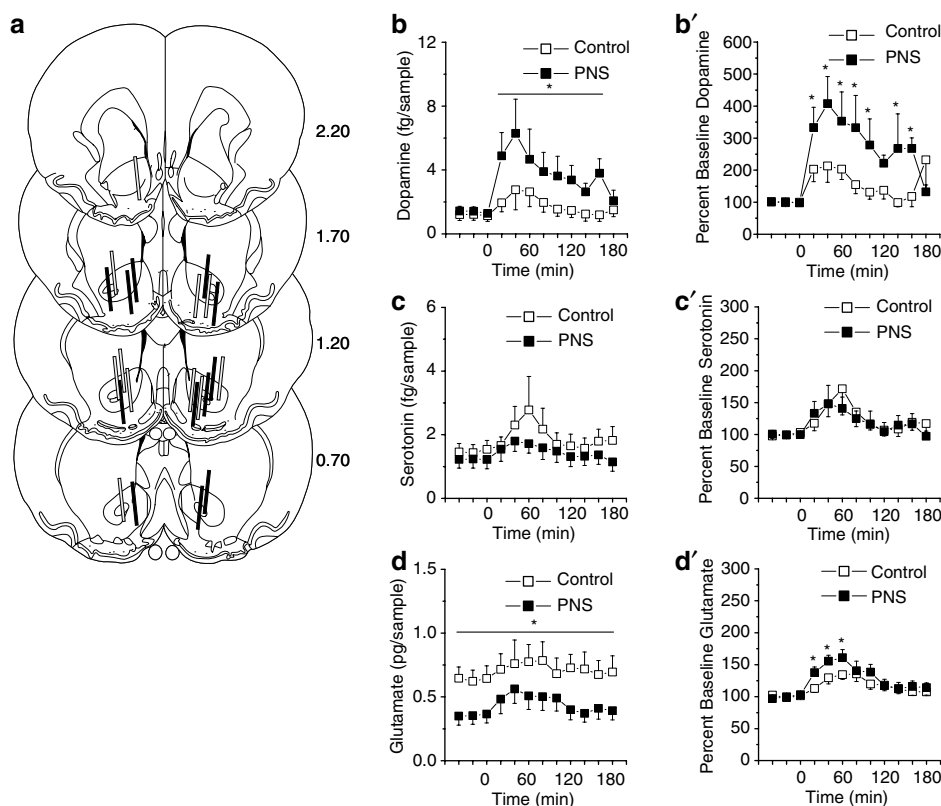 a
2.20
1.70
1.20
0.70
b
Dopamine (fg/sample)
12
8
4
0
Control
PNS
*
0 60 120 180
Time (min)
b′
Percent Baseline Dopamine
600
500
400
300
200
100
0
Control
PNS
* * * * * * *
0 60 120 180
Time (min)
c
Serotonin (fg/sample)
6
4
2
0
Control
PNS
0 60 120 180
Time (min)
c′
Percent Baseline Serotonin
300
250
200
150
100
50
0
Control
PNS
0 60 120 180
Time (min)
d
Glutamate (pg/sample)
1.5
1.0
0.5
0.0
Control
PNS
*
0 60 120 180
Time (min)
d′
Percent Baseline Glutamate
300
250
200
150
100
50
0
Control
PNS
* * *
0 60 120 180
Time (min)